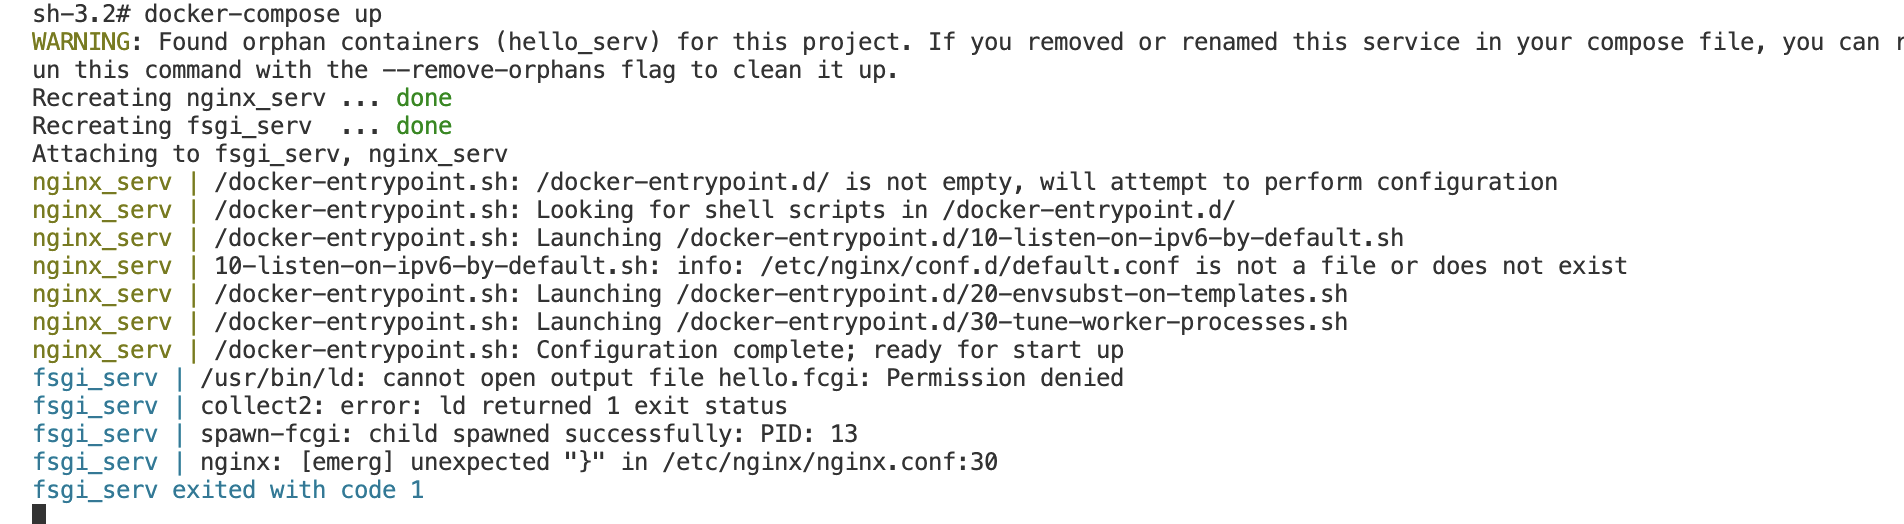 sh-3.2# docker-compose up
WARNING: Found orphan containers (hello_serv) for this project. If you removed or renamed this service in your compose file, you can r
un this command with the --remove-orphans flag to clean it up.
Recreating nginx_serv ... done
Recreating fsgi_serv  ... done
Attaching to fsgi_serv, nginx_serv
nginx_serv | /docker-entrypoint.sh: /docker-entrypoint.d/ is not empty, will attempt to perform configuration
nginx_serv | /docker-entrypoint.sh: Looking for shell scripts in /docker-entrypoint.d/
nginx_serv | /docker-entrypoint.sh: Launching /docker-entrypoint.d/10-listen-on-ipv6-by-default.sh
nginx_serv | 10-listen-on-ipv6-by-default.sh: info: /etc/nginx/conf.d/default.conf is not a file or does not exist
nginx_serv | /docker-entrypoint.sh: Launching /docker-entrypoint.d/20-envsubst-on-templates.sh
nginx_serv | /docker-entrypoint.sh: Launching /docker-entrypoint.d/30-tune-worker-processes.sh
nginx_serv | /docker-entrypoint.sh: Configuration complete; ready for start up
fsgi_serv | /usr/bin/ld: cannot open output file hello.fcgi: Permission denied
fsgi_serv | collect2: error: ld returned 1 exit status
fsgi_serv | spawn-fcgi: child spawned successfully: PID: 13
fsgi_serv | nginx: [emerg] unexpected "}" in /etc/nginx/nginx.conf:30
fsgi_serv exited with code 1